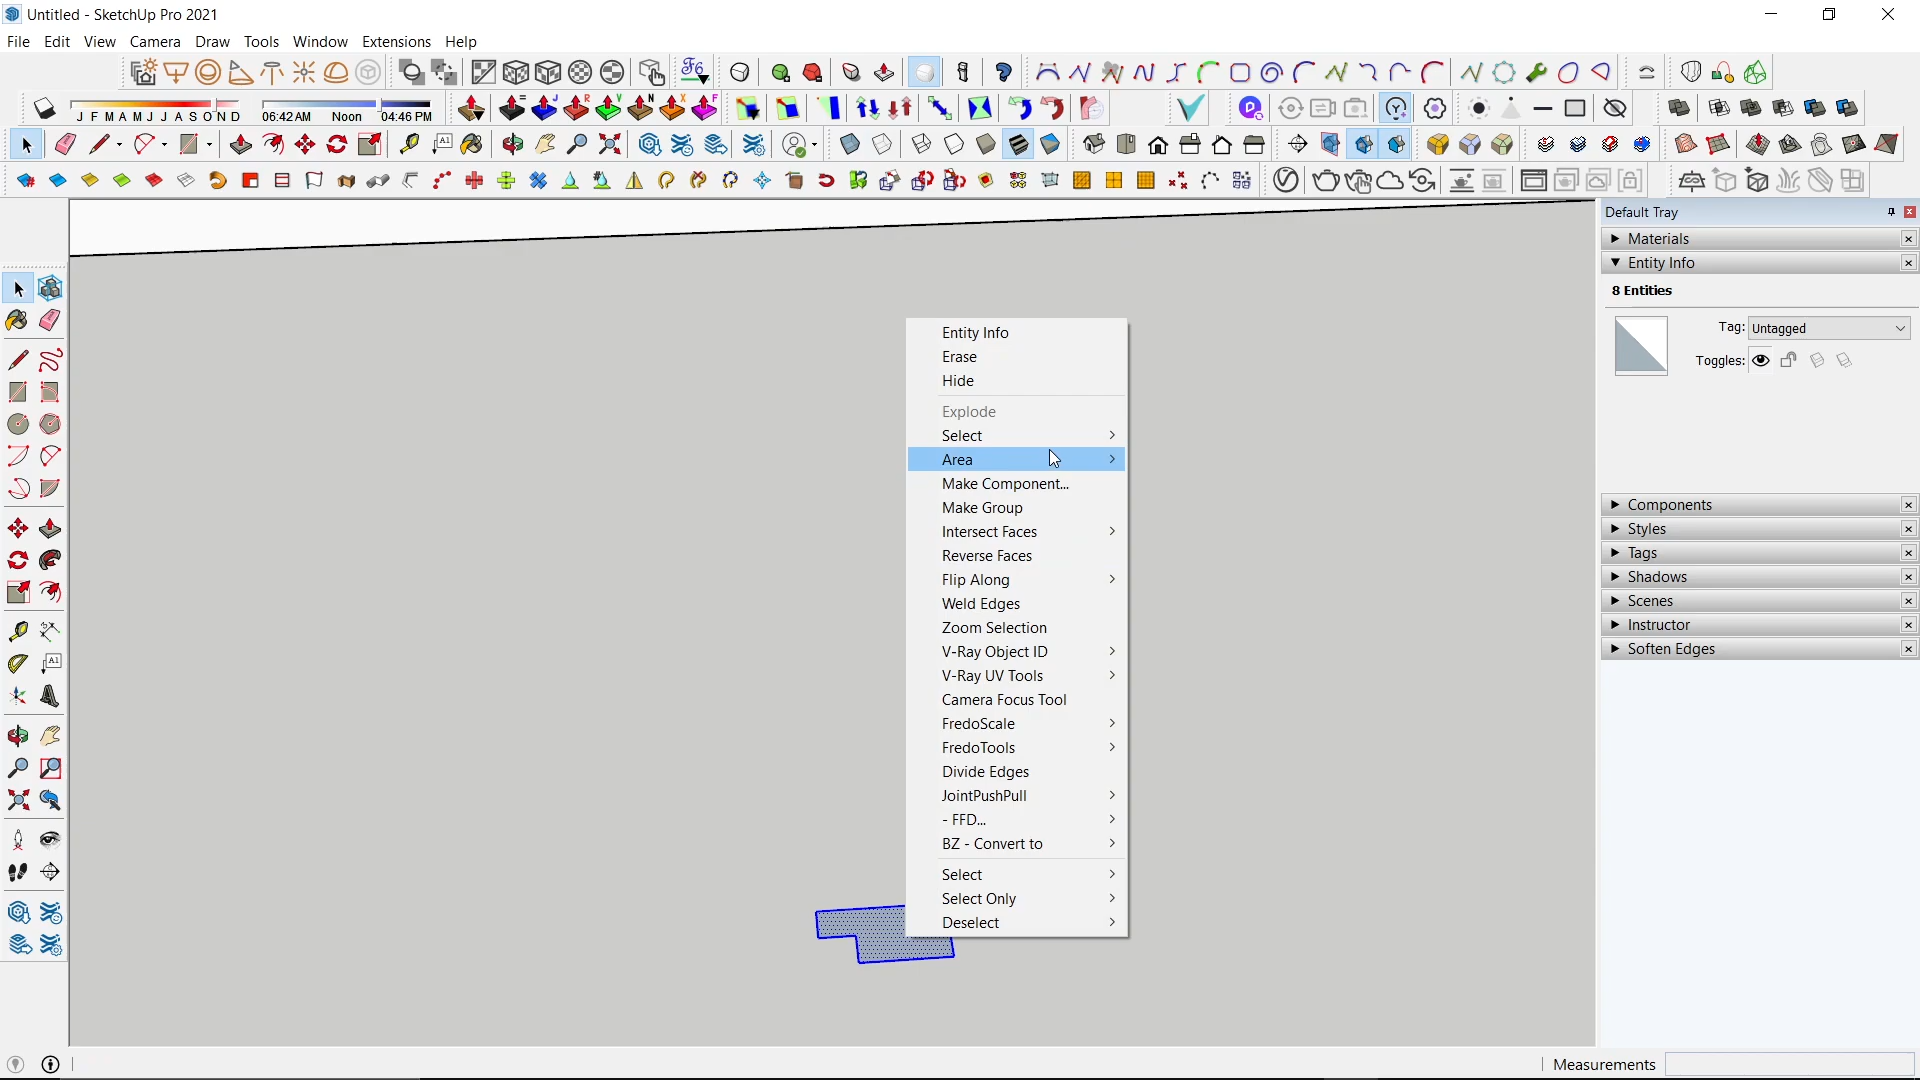 Untitled - SketchUp Pro 2021
File Edit View Camera Draw Tools Window Extensions Help
J F M A M J J A S O N D 06:42 AM Noon 04:46 PM
Default Tray
Materials
Entity Info
8 Entities
Tag: Untagged
Toggles:
Components
Styles
Tags
Shadows
Scenes
Instructor
Soften Edges
Entity Info
Erase
Hide
Explode
Select
Area
Make Component...
Make Group
Intersect Faces
Reverse Faces
Flip Along
Weld Edges
Zoom Selection
V-Ray Object ID
V-Ray UV Tools
Camera Focus Tool
FredoScale
FredoTools
Divide Edges
JointPushPull
- FFD...
BZ - Convert to
Select
Select Only
Deselect
Measurements